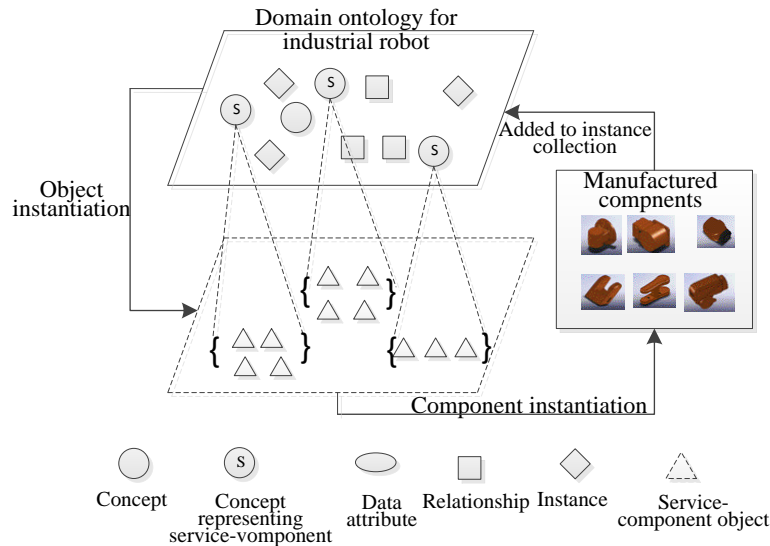 Domain ontology for
industrial robot
S
S
S
Added to instance
collection
Object
instantiation
Manufactured
compnents
{ } { } { }
Component instantiation
S
Concept
Concept
representing
service-vomponent
Data
attribute
Relationship
Instance
Service-
component object